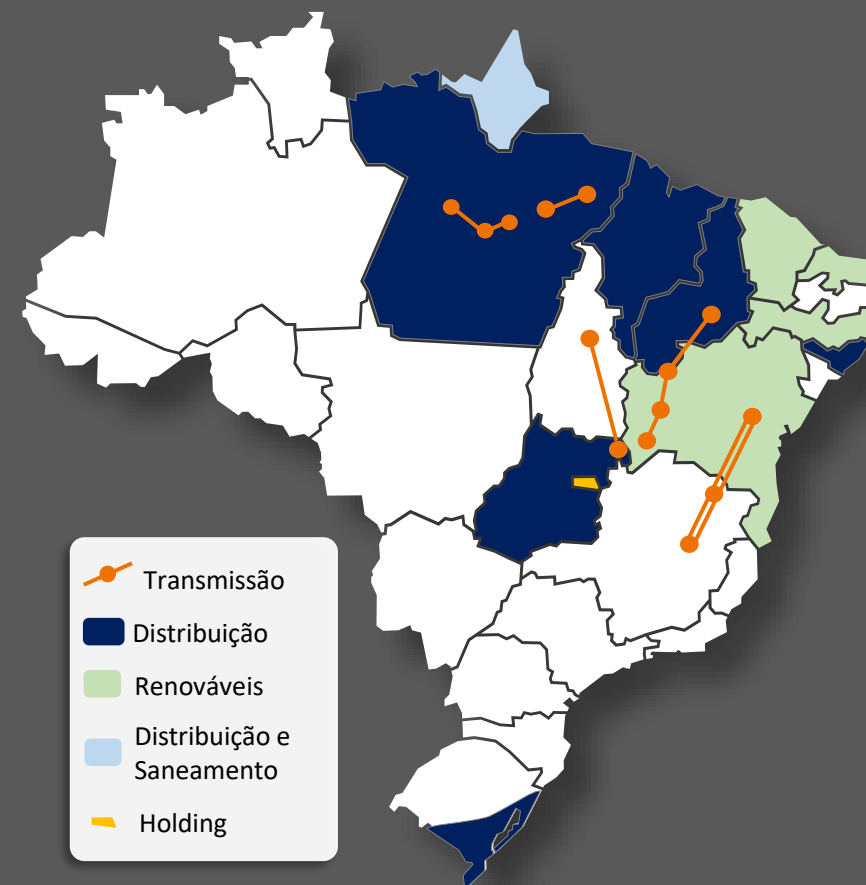 Transmissão
Distribuição
Renováveis
Distribuição e
Saneamento
Holding